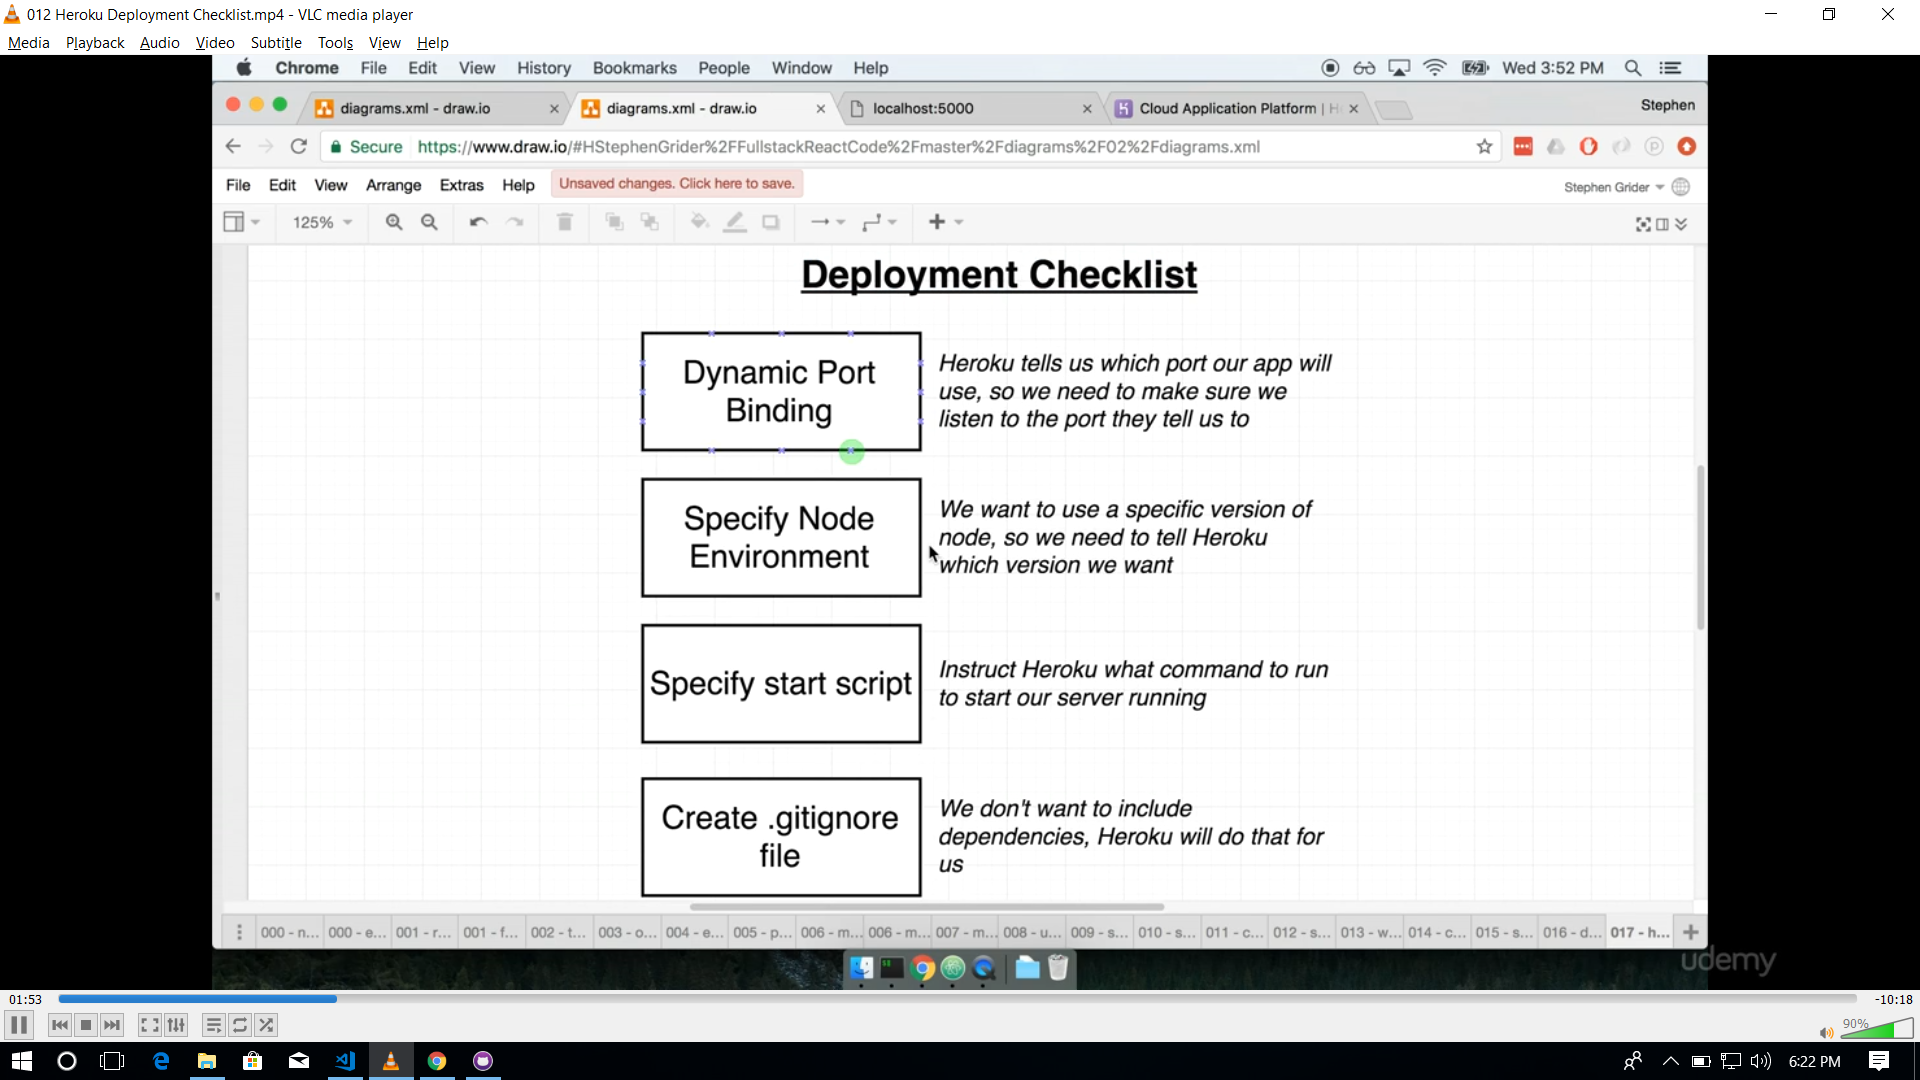 012 Heroku Deployment Checklist.mp4 - VLC media player
Media Playback Audio Video Subtitle Tools View Help
Chrome File Edit View History Bookmarks People Window Help Wed 3:52 PM
diagrams.xml - draw.io diagrams.xml - draw.io localhost:5000 Cloud Application Platform | H Stephen
Secure https://www.draw.io/#HStephenGrider%2FFullstackReactCode%2Fmaster%2Fdiagrams%2F02%2Fdiagrams.xml
File Edit View Arrange Extras Help Unsaved changes. Click here to save. Stephen Grider
125%
Deployment Checklist
Dynamic Port
Binding
Heroku tells us which port our app will
use, so we need to make sure we
listen to the port they tell us to
Specify Node
Environment
We want to use a specific version of
node, so we need to tell Heroku
which version we want
Specify start script
Instruct Heroku what command to run
to start our server running
Create .gitignore
file
We don't want to include
dependencies, Heroku will do that for
us
000 - n... 000 - e... 001 - r... 001 - f... 002 - t... 003 - o... 004 - e... 005 - p... 006 - m... 006 - m... 007 - m... 008 - u... 009 - s... 010 - s... 011 - c... 012 - s... 013 - w... 014 - c... 015 - s... 016 - d... 017 - h...
udemy
01:53 -10:18
90%
6:22 PM